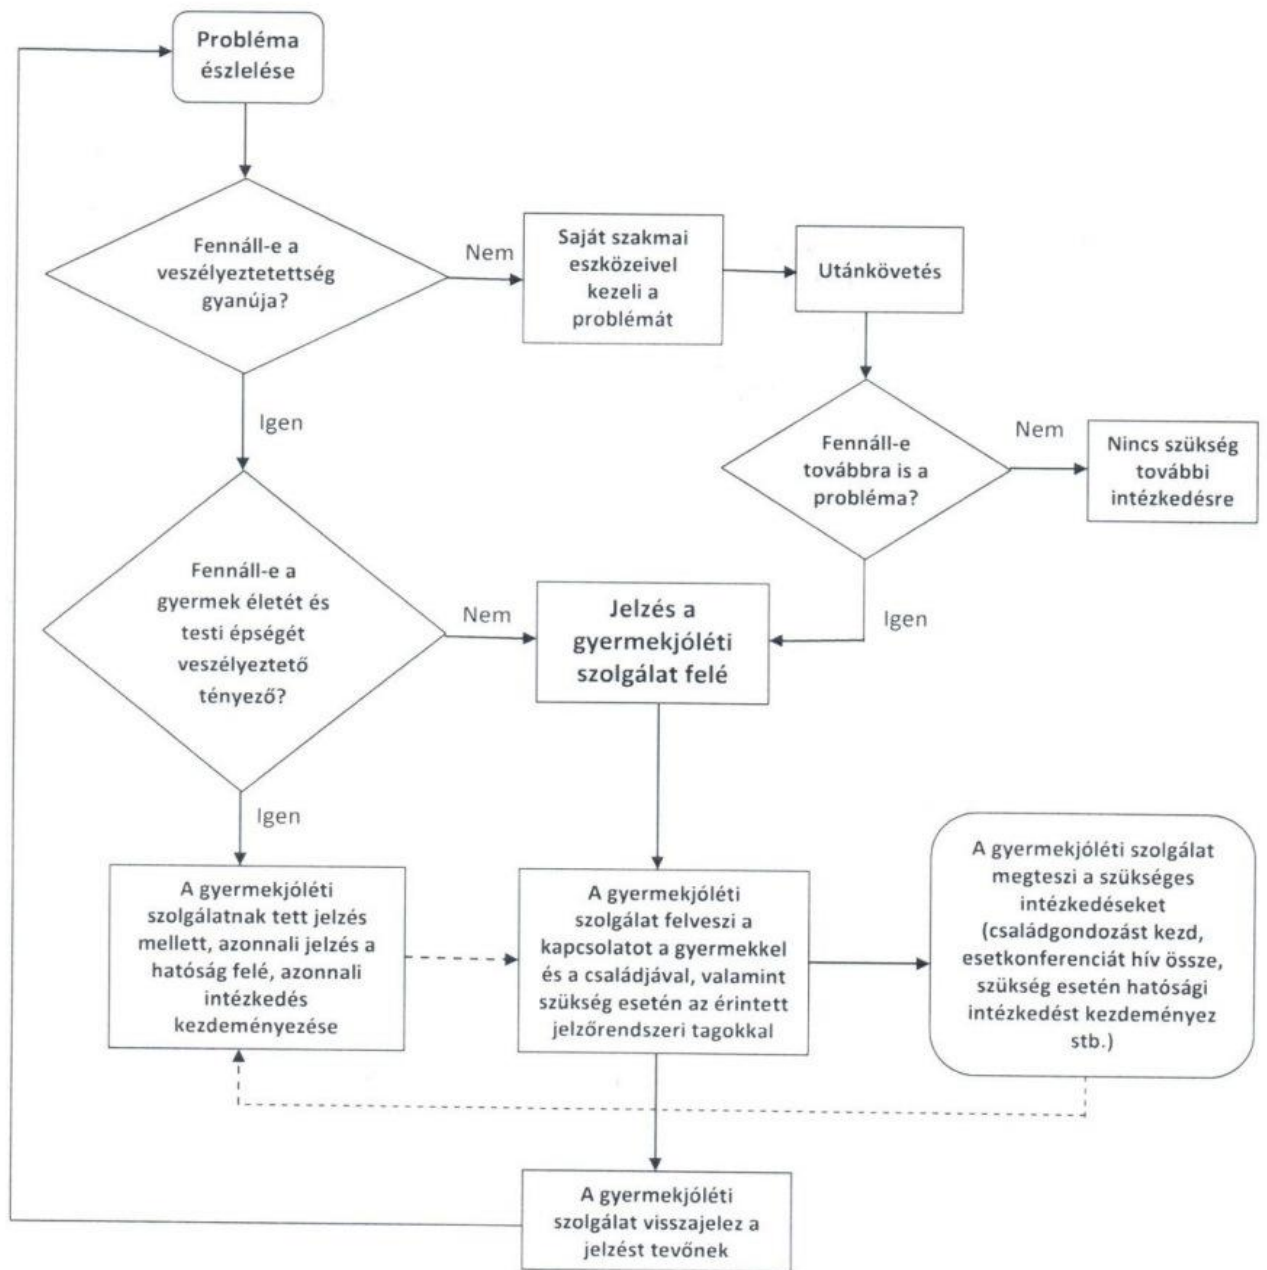 Probléma
észlelése
Fennáll-e a
veszélyeztetettség
gyanúja?
Nem
Saját szakmai
eszközeivel
kezeli a
problémát
Utánkövetés
Igen
Fennáll-e
továbbra is a
probléma?
Nem
Nincs szükség
további
intézkedésre
Igen
Fennáll-e a
gyermek életét és
testi épségét
veszélyeztető
tényező?
Nem
Jelzés a
gyermekjóléti
szolgálat felé
Igen
A gyermekjóléti
szolgálatnak tett jelzés
mellett, azonnali jelzés a
hatóság felé, azonnali
intézkedés
kezdeményezése
A gyermekjóléti
szolgálat felveszi a
kapcsolatot a gyermekkel
és a családjával, valamint
szükség esetén az érintett
jelzőrendszeri tagokkal
A gyermekjóléti szolgálat
megteszi a szükséges
intézkedéseket
(családgondozást kezd,
esetkonferenciát hív össze,
szükség esetén hatósági
intézkedést kezdeményez
stb.)
A gyermekjóléti
szolgálat visszajelez a
jelzést tevőnek